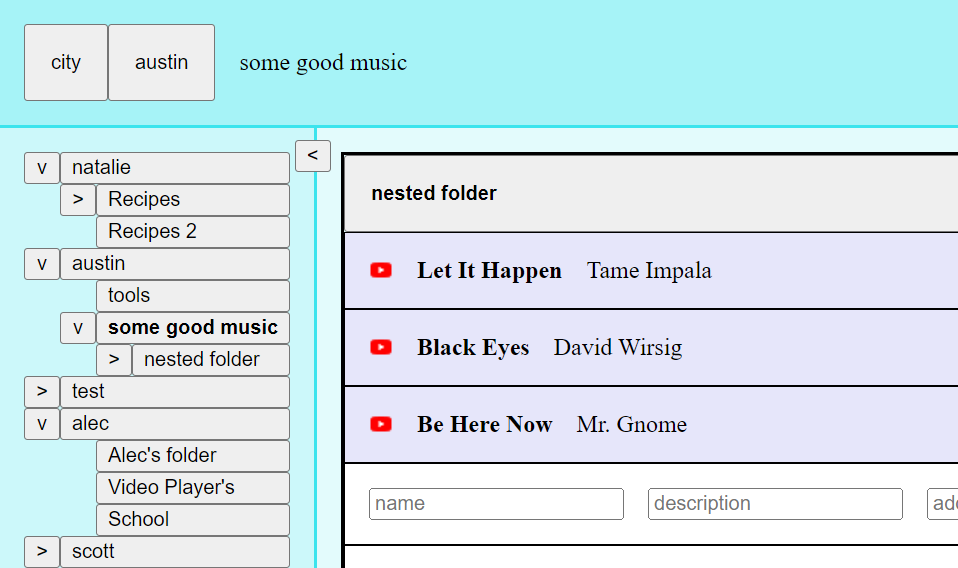 city austin some good music
<
v natalie
> Recipes
Recipes 2
v austin
tools
v some good music
> nested folder
> test
v alec
Alec's folder
Video Player's
School
> scott
nested folder
Let It Happen Tame Impala
Black Eyes David Wirsig
Be Here Now Mr. Gnome
name description